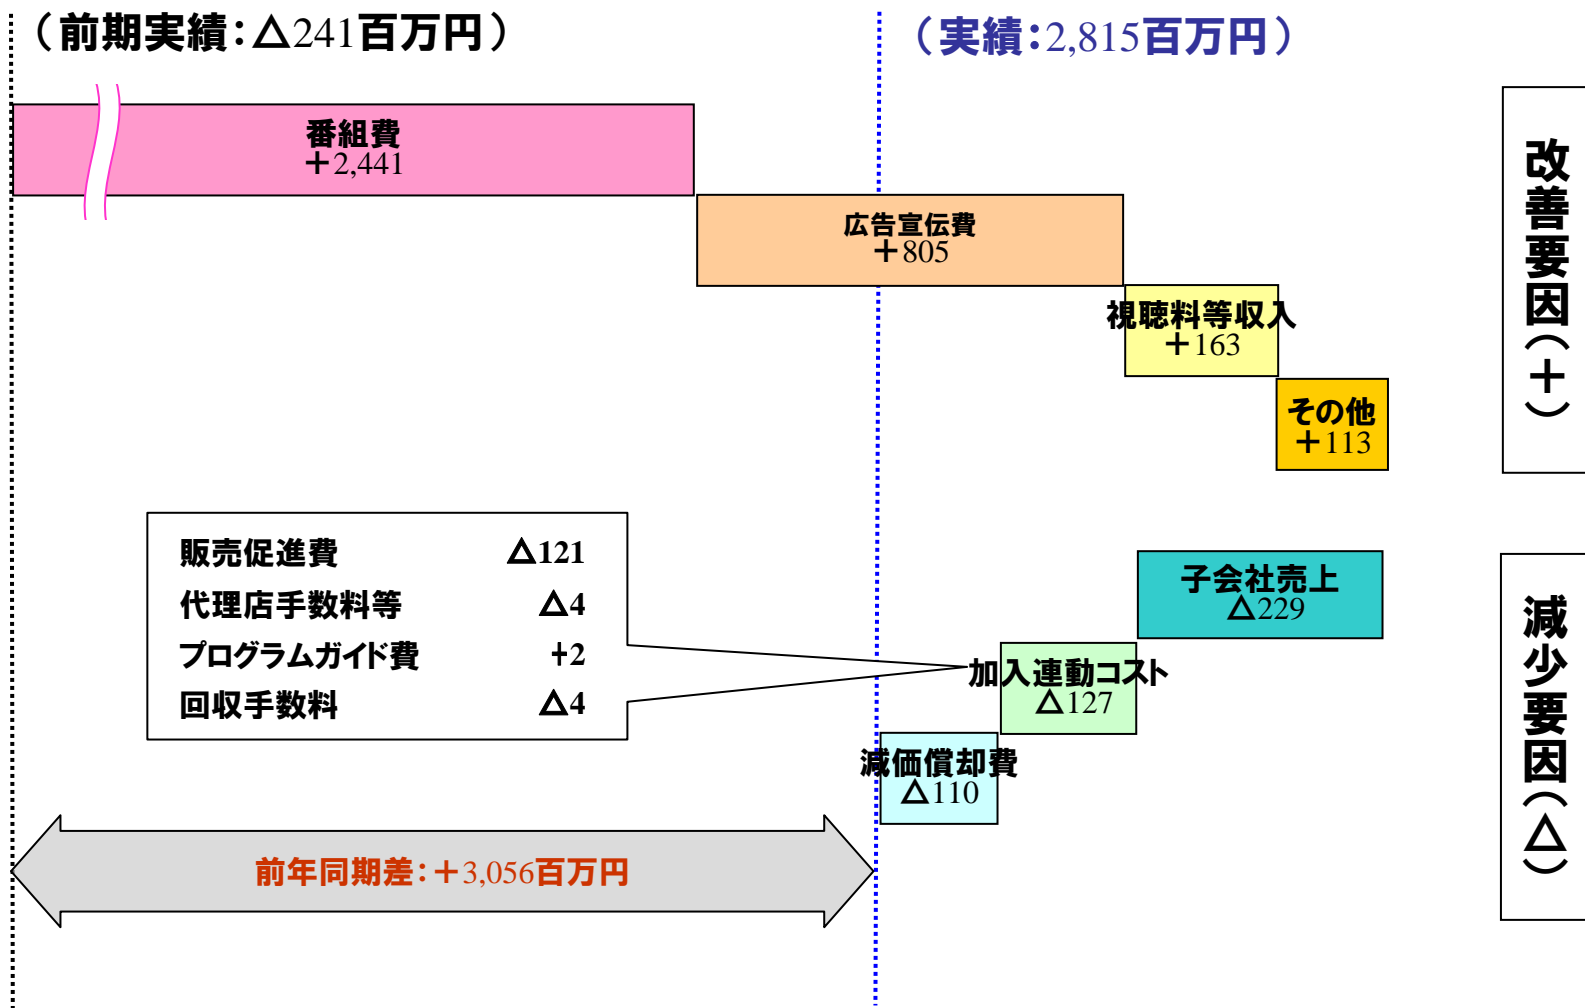 （前期実績：△241百万円）
（実績：2,815百万円）
番組費
＋2,441
広告宣伝費
＋805
視聴料等収入
＋163
その他
＋113
改善要因（＋）
販売促進費 △121
代理店手数料等 △4
プログラムガイド費 +2
回収手数料 △4
子会社売上
△229
加入連動コスト
△127
減価償却費
△110
減少要因（△）
前年同期差：＋3,056百万円